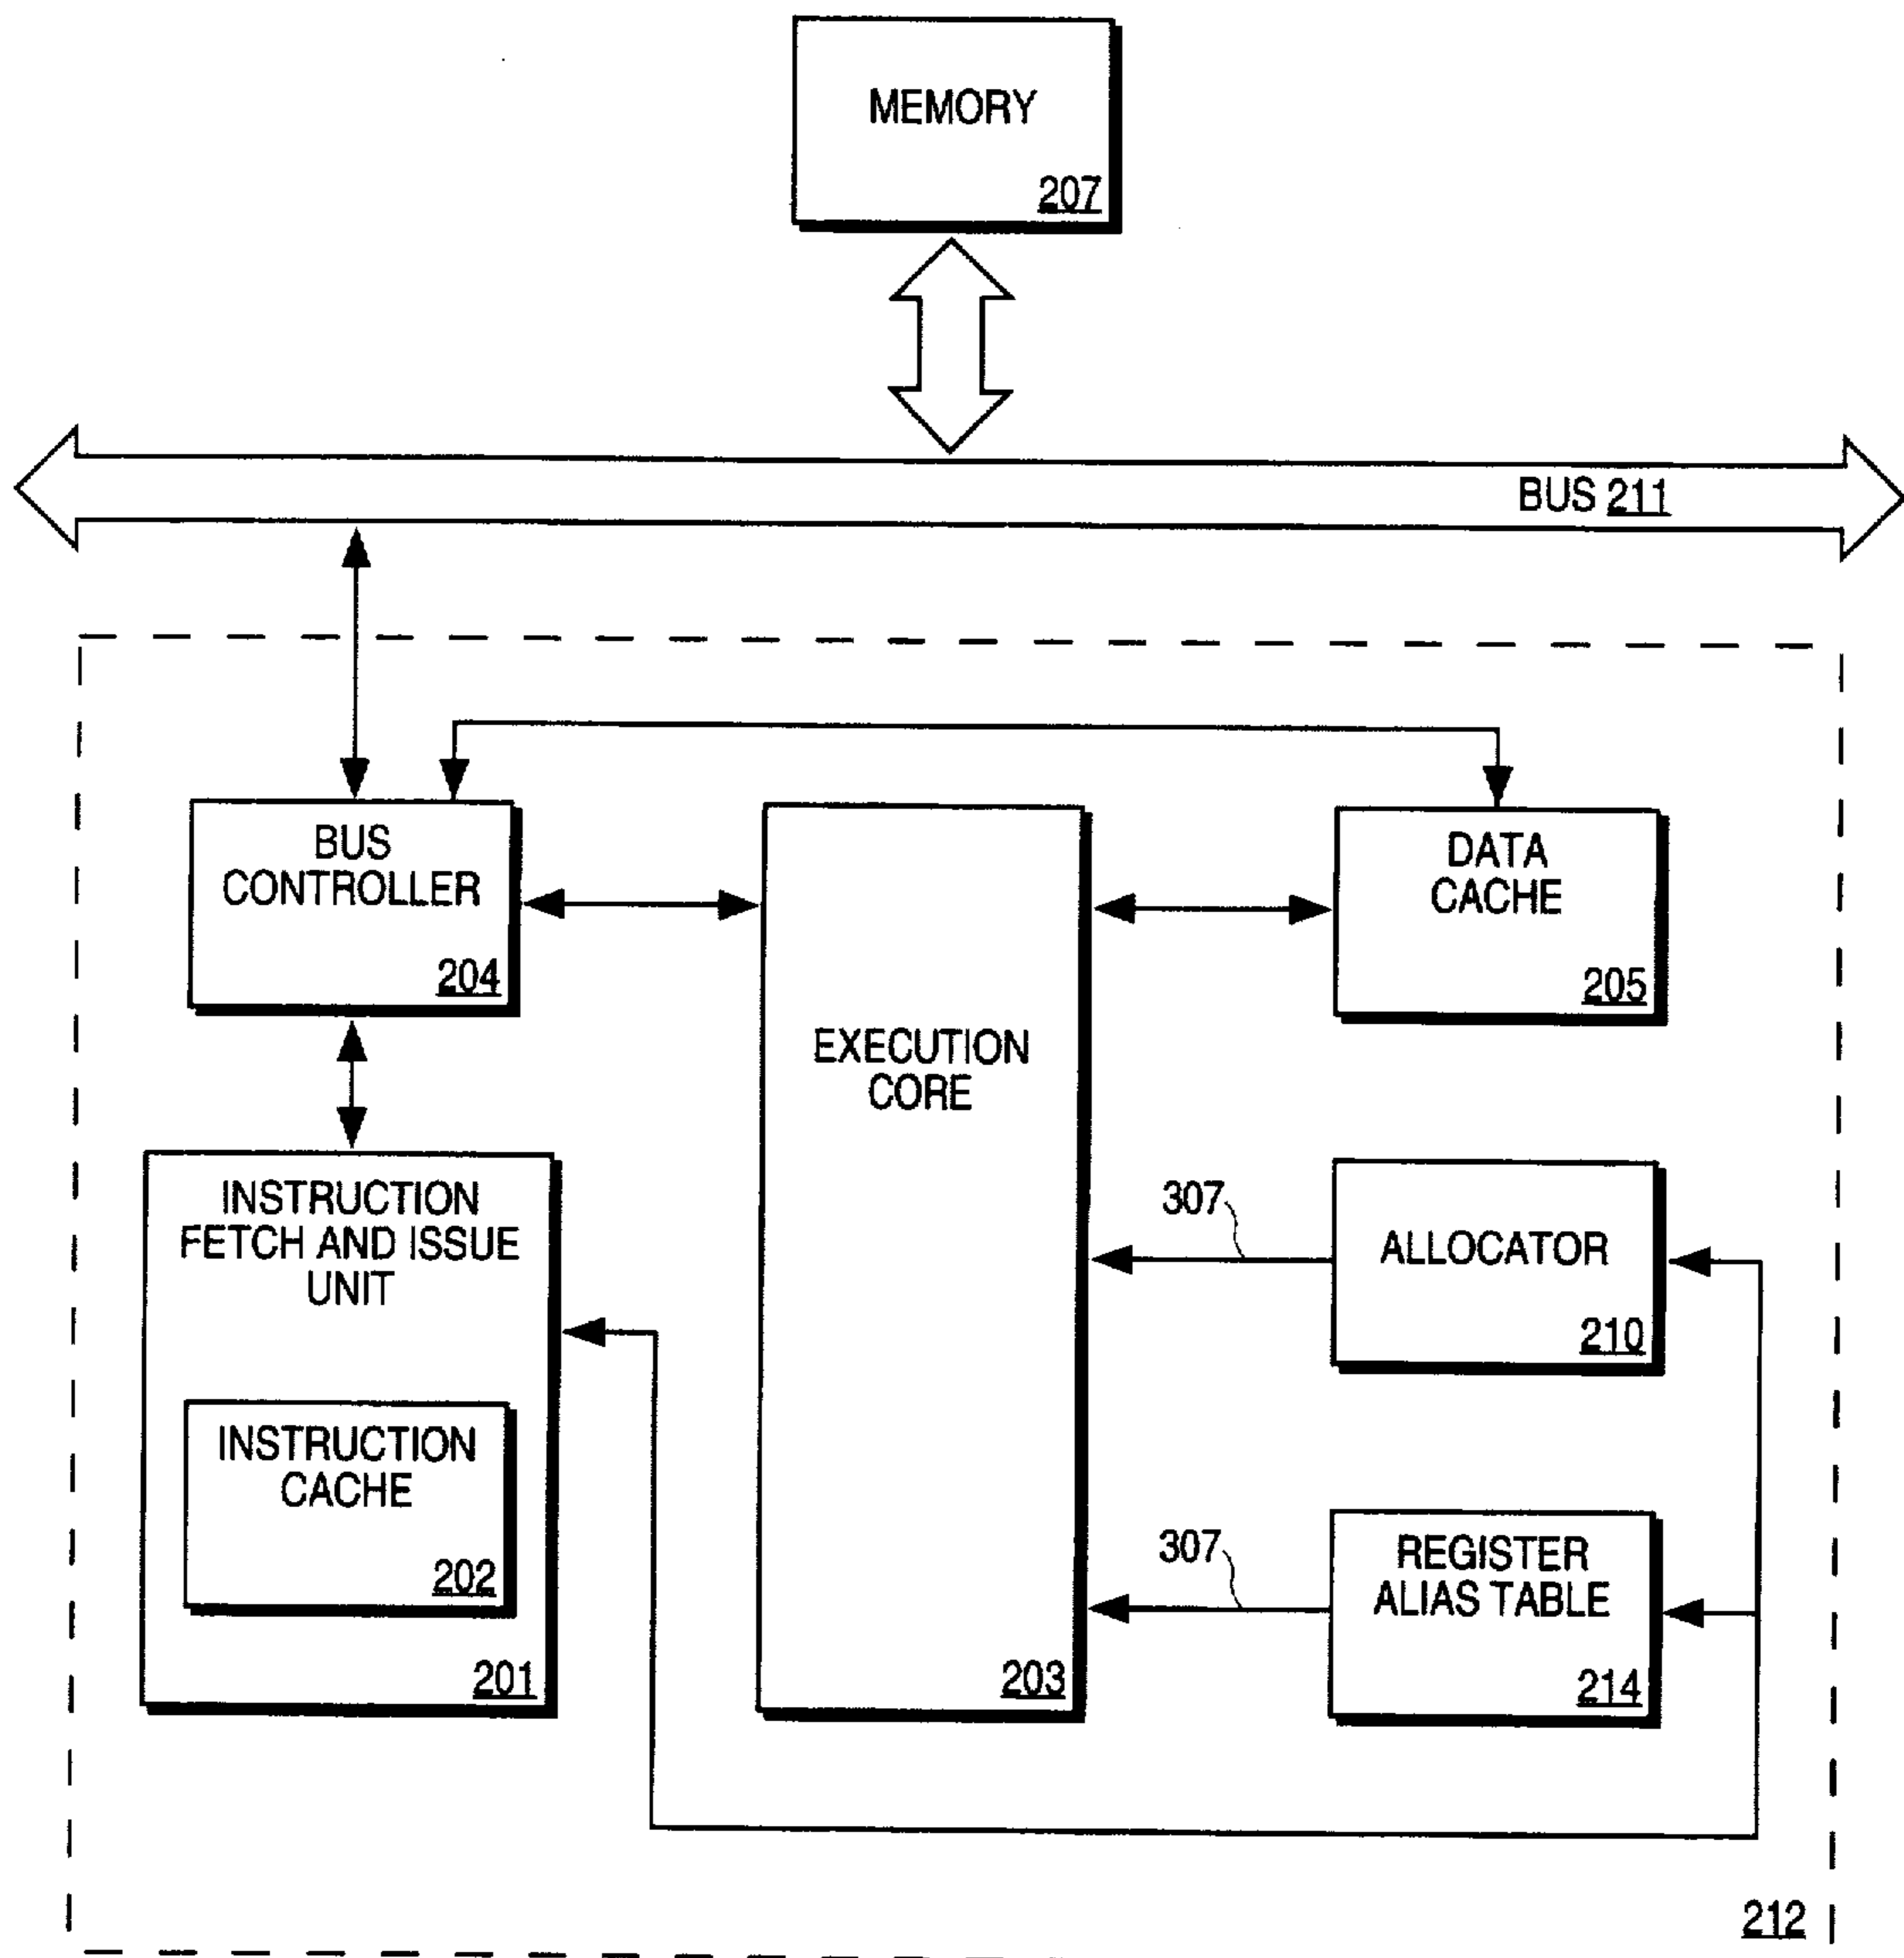 MEMORY
207
BUS 211
BUS
CONTROLLER
204
EXECUTION
CORE
203
DATA
CACHE
205
INSTRUCTION
FETCH AND ISSUE
UNIT
INSTRUCTION
CACHE
202
201
307
ALLOCATOR
210
307
REGISTER
ALIAS TABLE
214
212